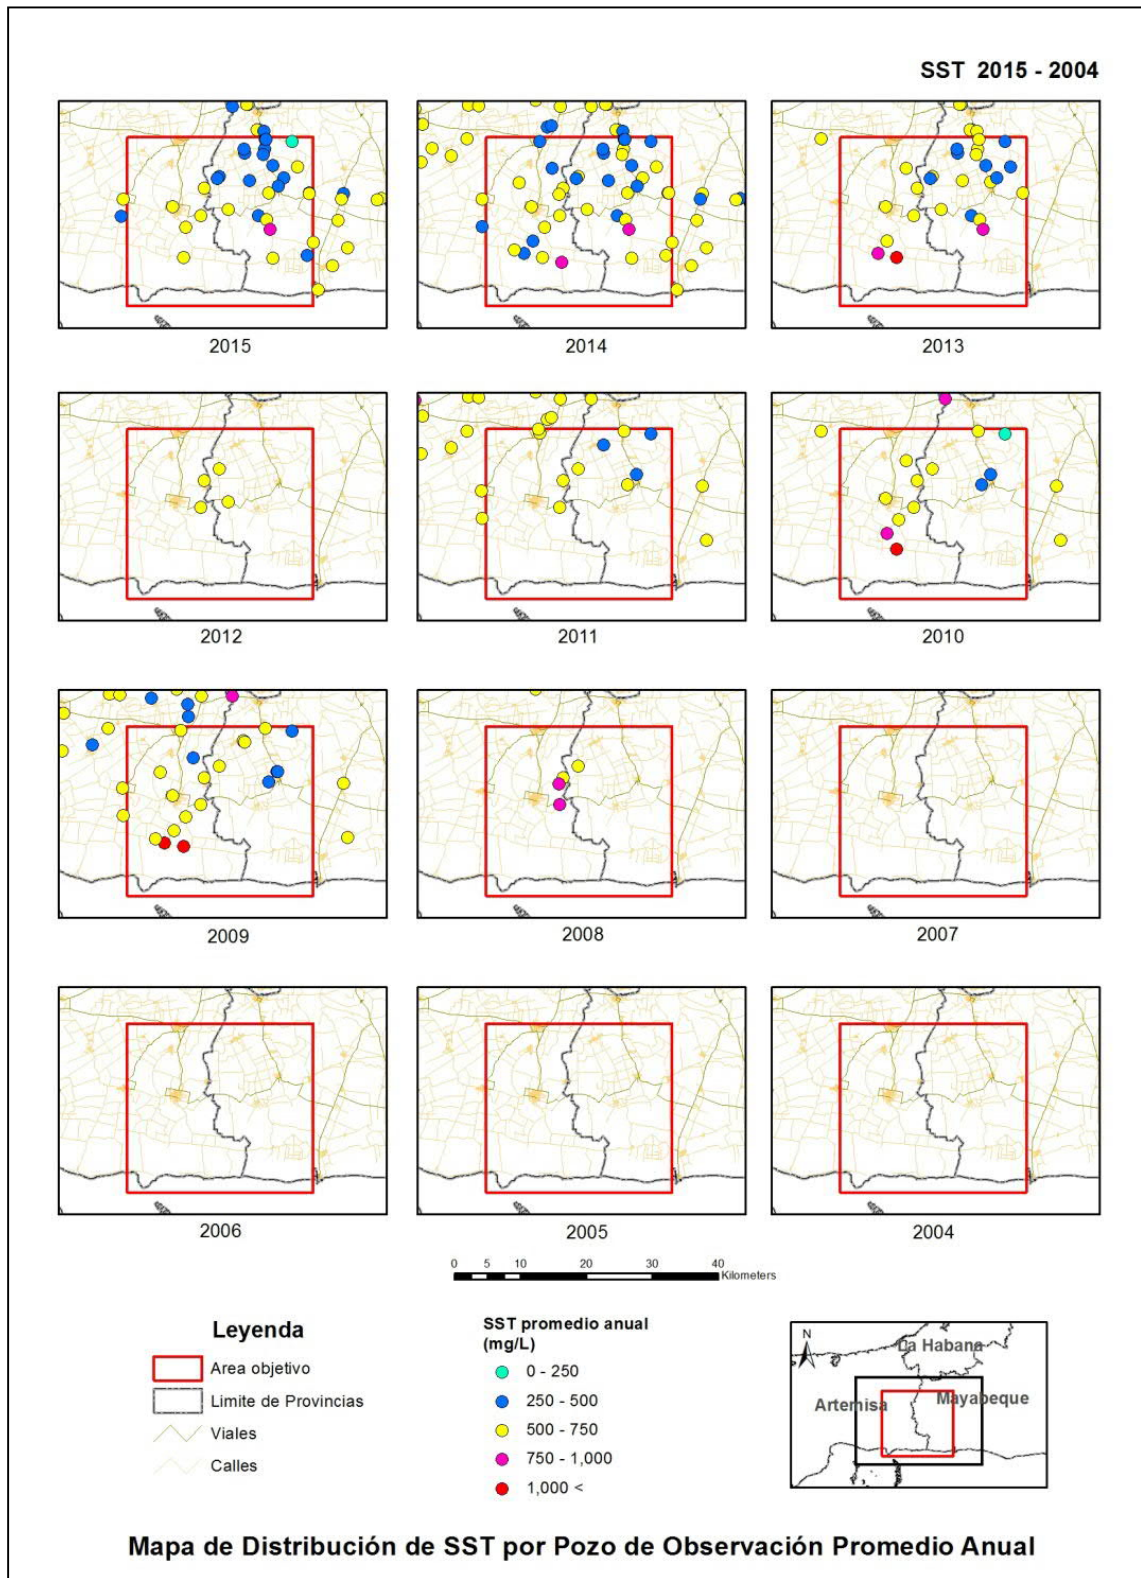 SST 2015 - 2004
2015
2014
2013
2012
2011
2010
2009
2008
2007
2006
2005
2004
0 5 10 20 30 40
Kilometers
Leyenda
Area objetivo
Limite de Provincias
Viales
Calles
SST promedio anual
(mg/L)
0 - 250
250 - 500
500 - 750
750 - 1,000
1,000 <
N
La Habana
Artemisa
Mayabeque
Mapa de Distribución de SST por Pozo de Observación Promedio Anual